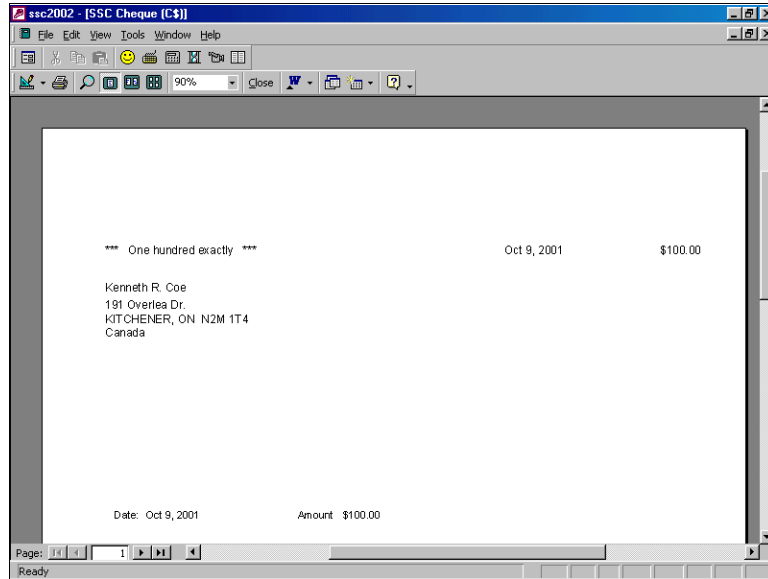 ssc2002 - [SSC Cheque (C$)]
File Edit View Tools Window Help
90% Close
*** One hundred exactly *** Oct 9, 2001 $100.00
Kenneth R. Coe
191 Overlea Dr.
KITCHENER, ON N2M 1T4
Canada
Date: Oct 9, 2001 Amount $100.00
Page: 1
Ready